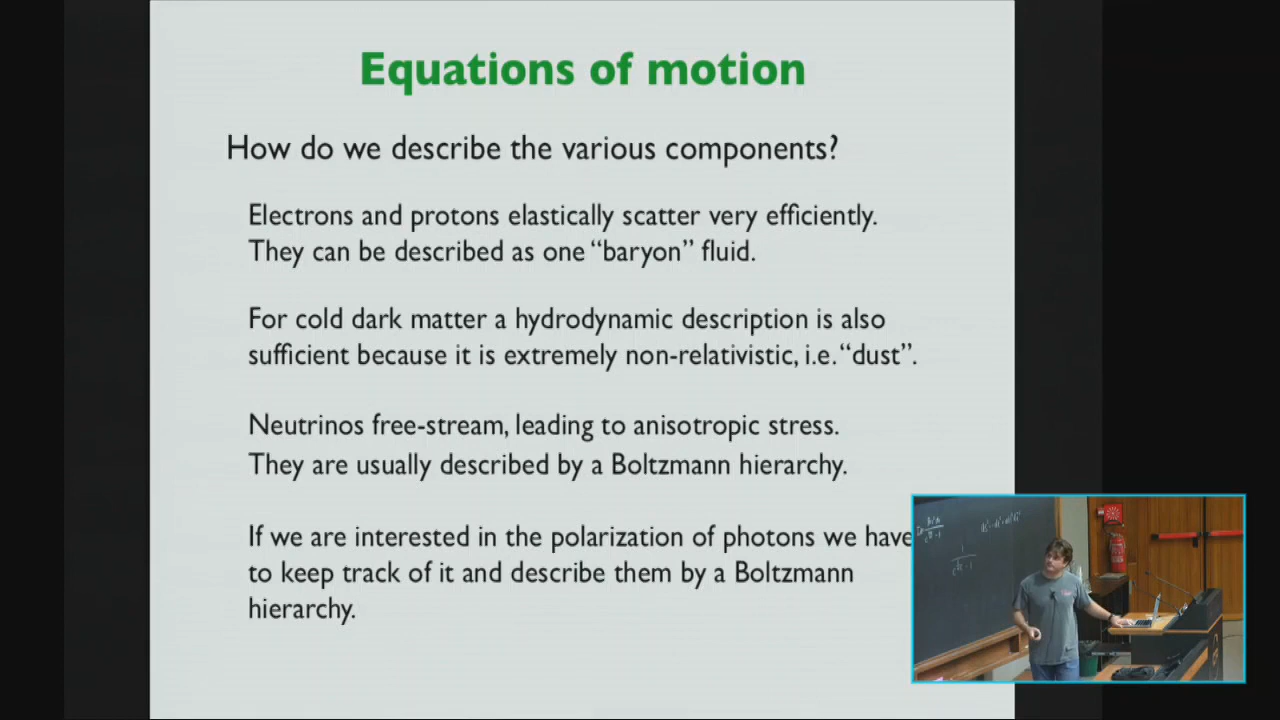 Equations of motion
How do we describe the various components?
Electrons and protons elastically scatter very efficiently.
They can be described as one “baryon” fluid.
For cold dark matter a hydrodynamic description is also
sufficient because it is extremely non-relativistic, i.e. “dust”.
Neutrinos free-stream, leading to anisotropic stress.
They are usually described by a Boltzmann hierarchy.
If we are interested in the polarization of photons we have
to keep track of it and describe them by a Boltzmann
hierarchy.